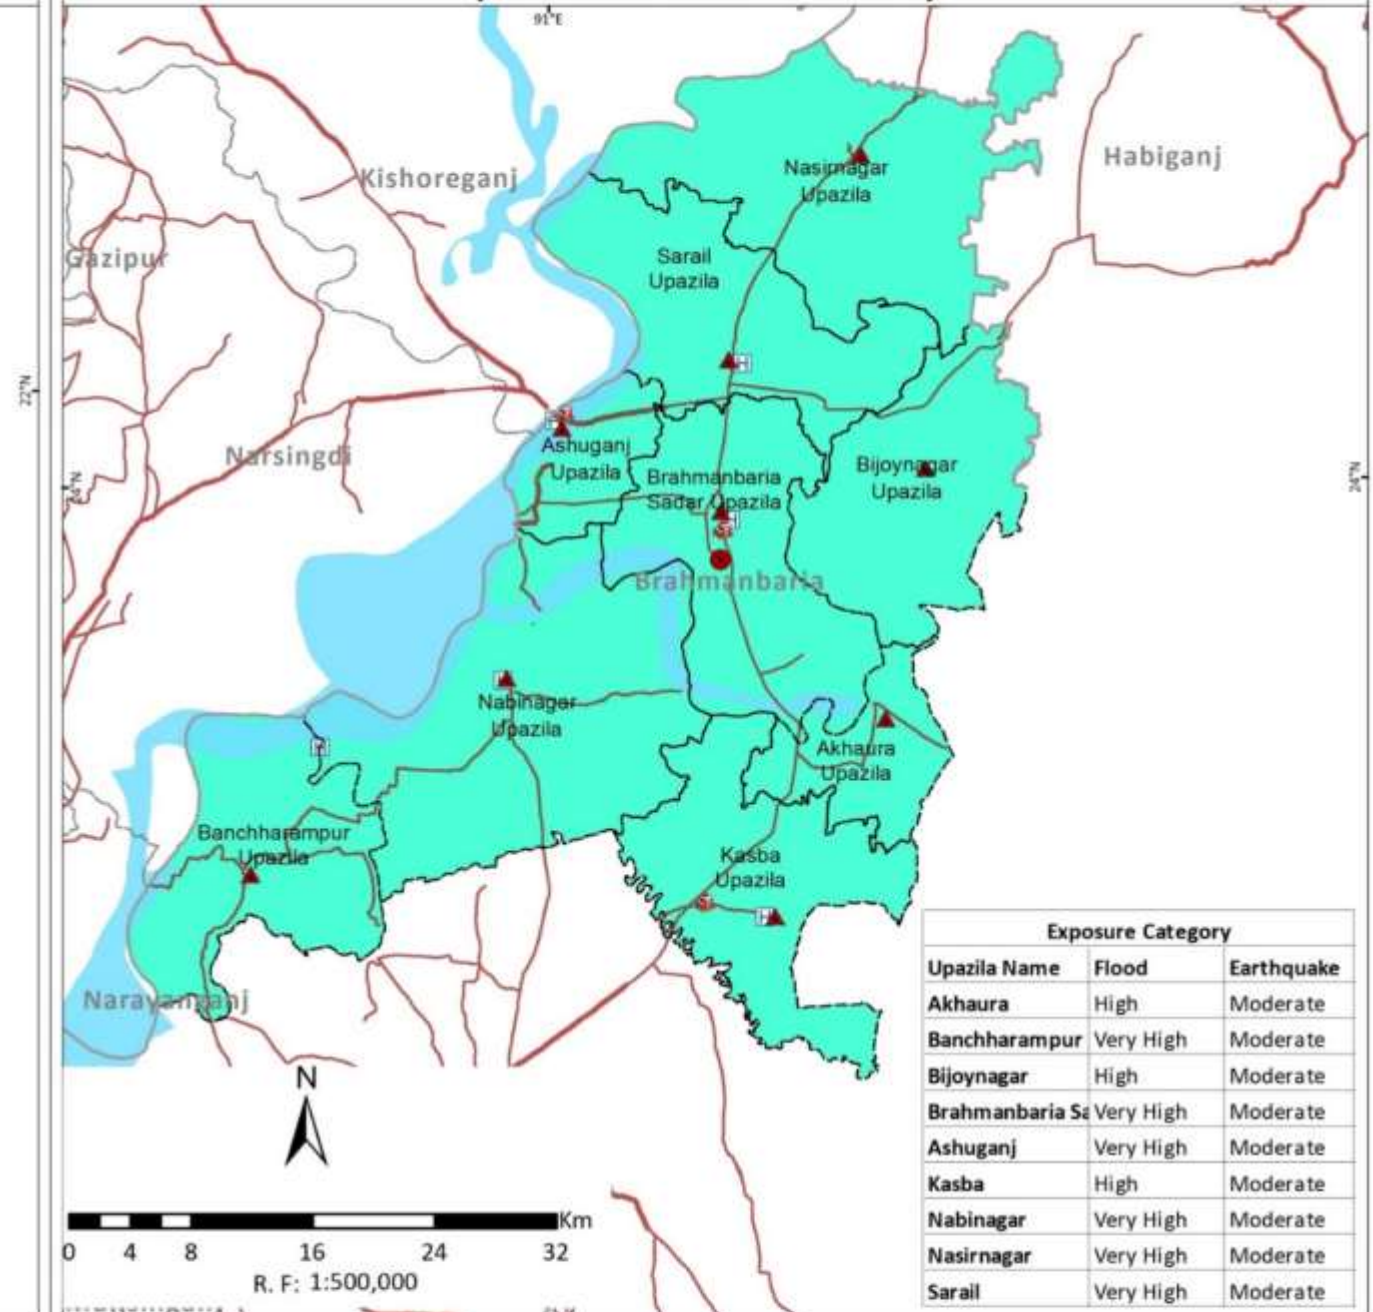 91°E
Habiganj
Kishoreganj
Nasirnagar
Upazila
Gazipur
Sarail
Upazila
22°N
Narsingdi
Ashuganj
Upazila
Brahmanbaria
Sadar Upazila
Bijoynagar
Upazila
24°N
24°N
Brahmanbaria
Nabinagar
Upazila
Akhaura
Upazila
Banchharampur
Upazila
Kasba
Upazila
Narayanganj
N
Km
0 4 8 16 24 32
R. F: 1:500,000
Exposure Category
Upazila Name Flood Earthquake
Akhaura High Moderate
Banchharampur Very High Moderate
Bijoynagar High Moderate
Brahmanbaria Sa Very High Moderate
Ashuganj Very High Moderate
Kasba High Moderate
Nabinagar Very High Moderate
Nasirnagar Very High Moderate
Sarail Very High Moderate